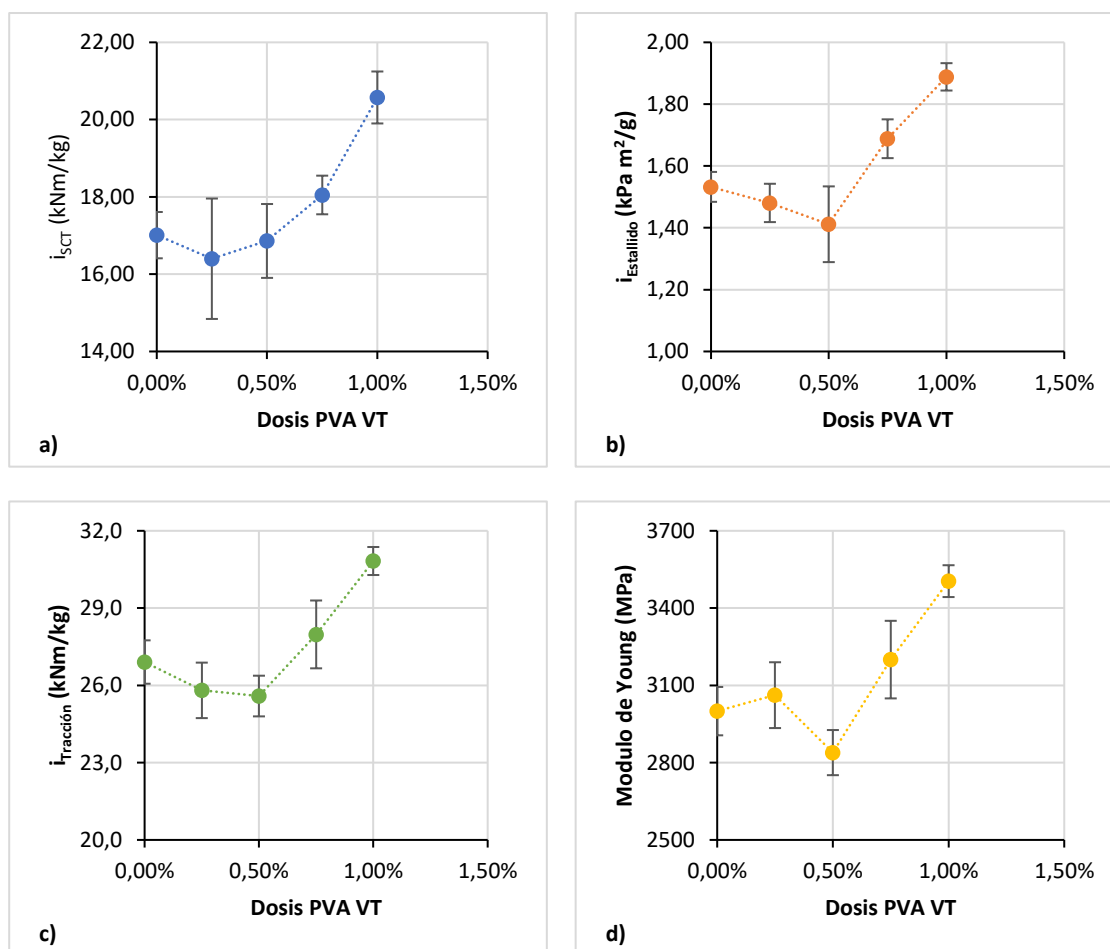 22,00
20,00
18,00
16,00
14,00
i_SCT (kNm/kg)
0,00% 0,50% 1,00% 1,50%
Dosis PVA VT
a)
2,00
1,80
1,60
1,40
1,20
1,00
i_Estallido (kPa m²/g)
0,00% 0,50% 1,00% 1,50%
Dosis PVA VT
b)
32,0
29,0
26,0
23,0
20,0
i_Tracción (kNm/kg)
0,00% 0,50% 1,00% 1,50%
Dosis PVA VT
c)
3700
3400
3100
2800
2500
Modulo de Young (MPa)
0,00% 0,50% 1,00% 1,50%
Dosis PVA VT
d)